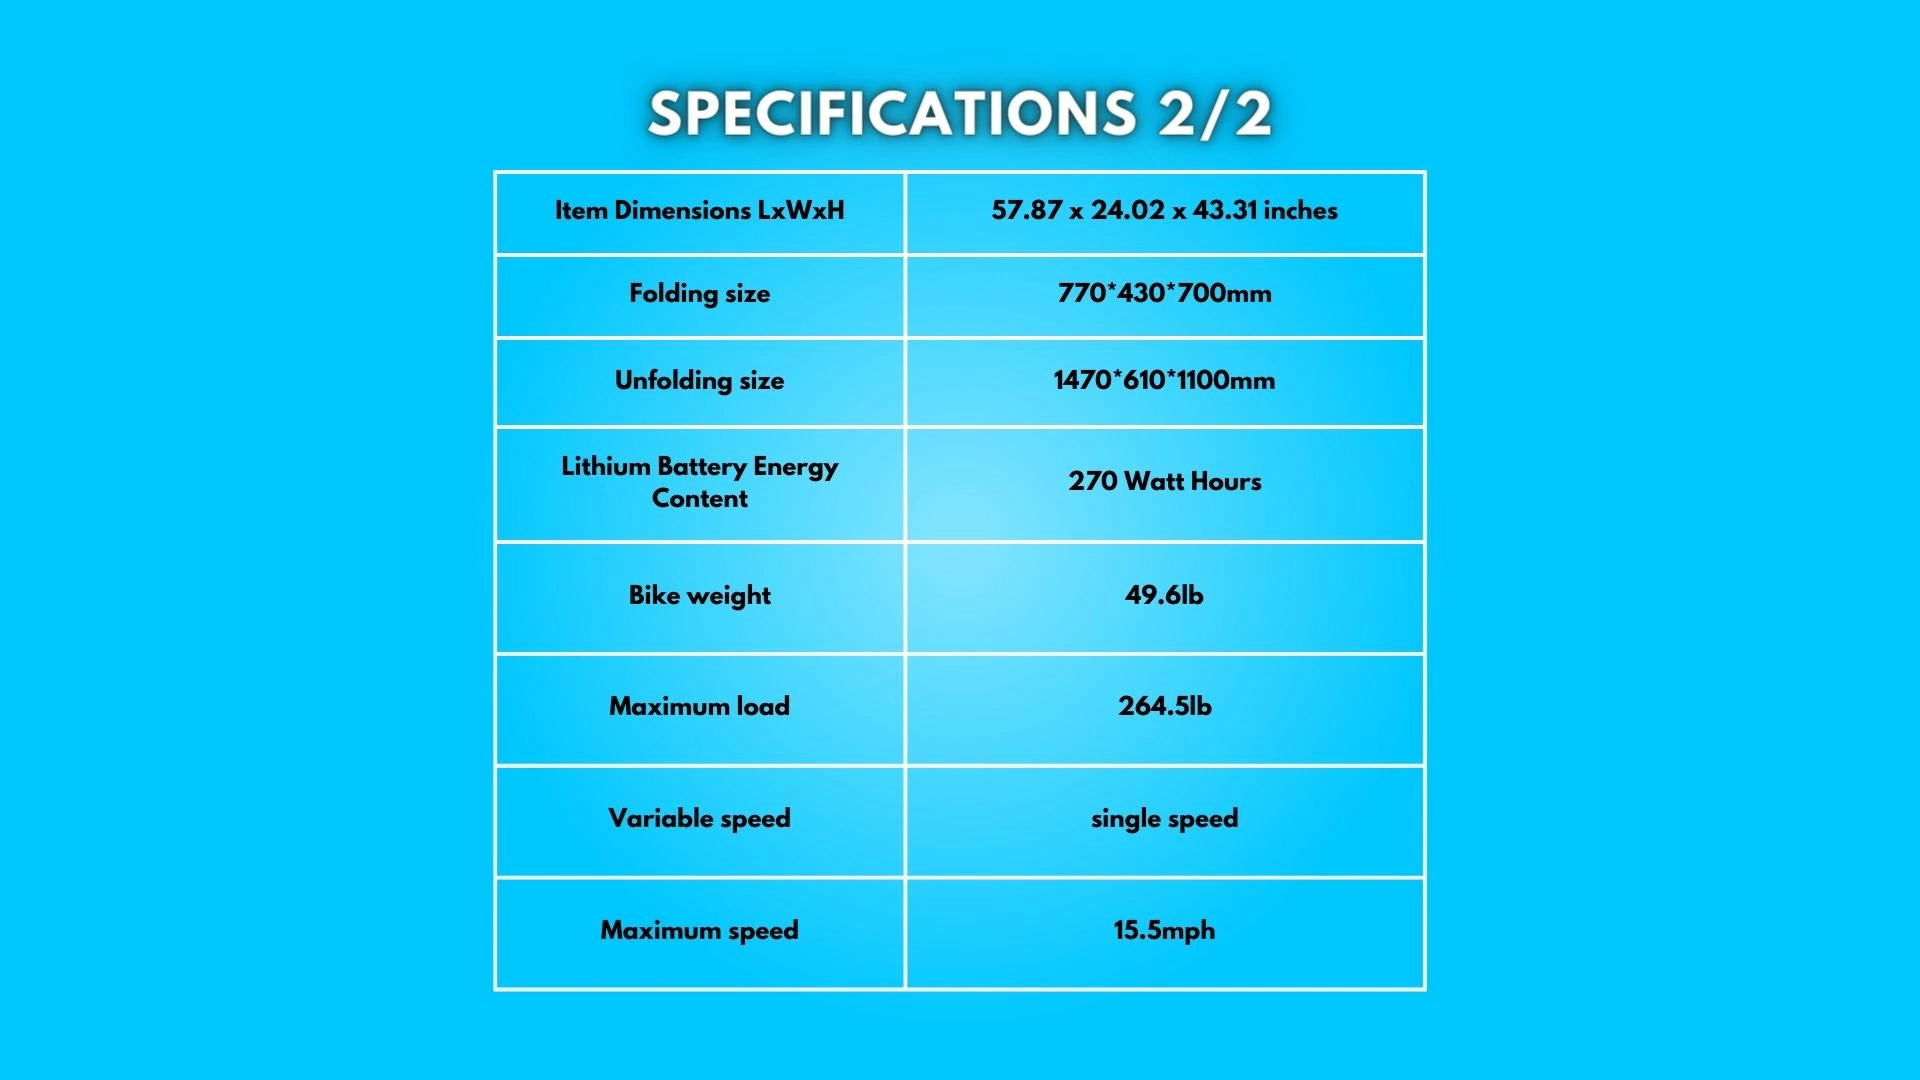 SPECIFICATIONS 2/2
Item Dimensions LxWxH 57.87 x 24.02 x 43.31 inches
Folding size 770*430*700mm
Unfolding size 1470*610*1100mm
Lithium Battery Energy
Content 270 Watt Hours
Bike weight 49.6lb
Maximum load 264.5lb
Variable speed single speed
Maximum speed 15.5mph